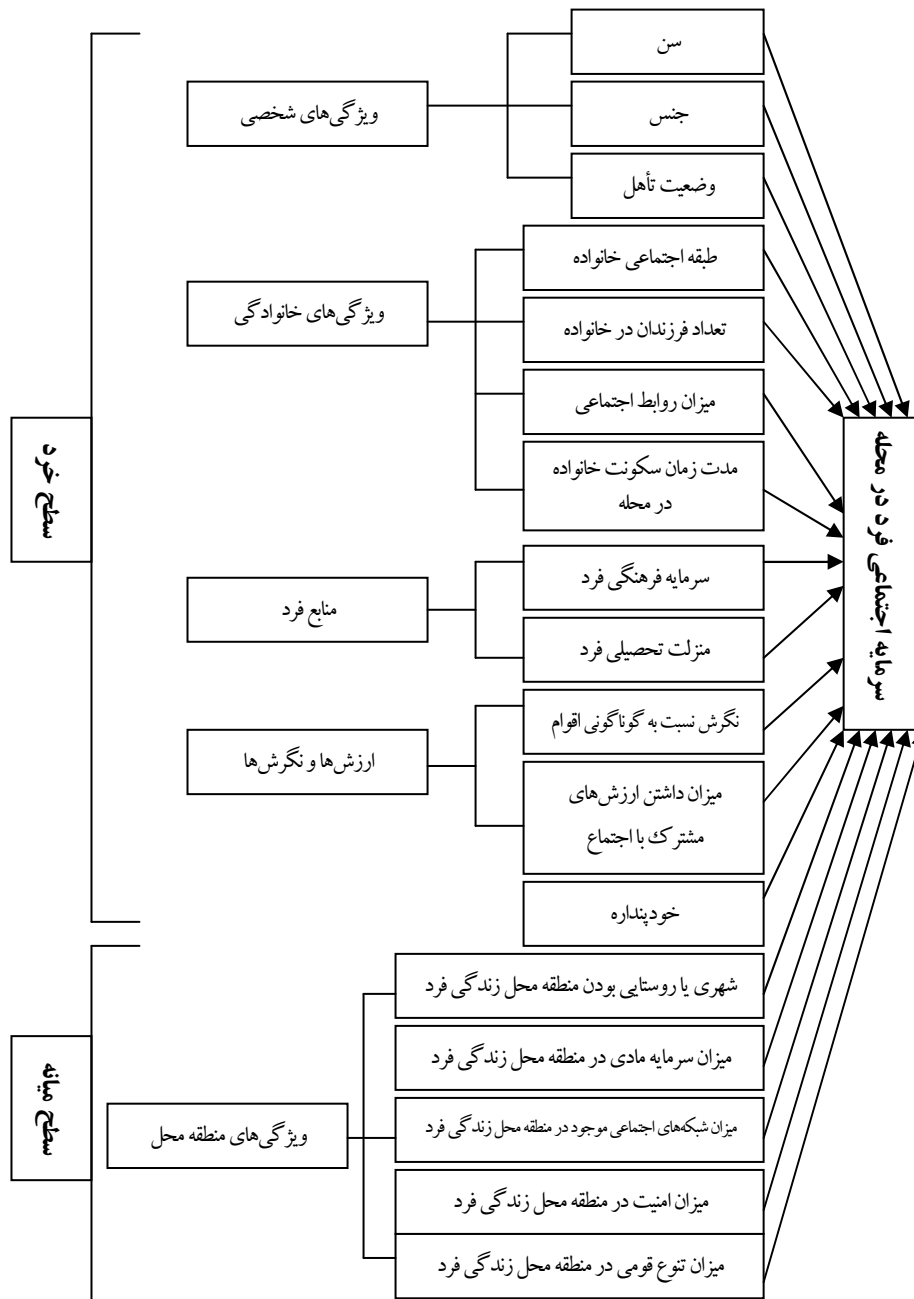 سن
جنس
وضعیت تأهل
ویژگی‌های شخصی
طبقه اجتماعی خانواده
تعداد فرزندان در خانواده
میزان روابط اجتماعی
مدت زمان سکونت خانواده
در محله
ویژگی‌های خانوادگی
سرمایه فرهنگی فرد
منزلت تحصیلی فرد
منابع فرد
نگرش نسبت به گوناگونی اقوام
میزان داشتن ارزش‌های
مشترک با اجتماع
ارزش‌ها و نگرش‌ها
خودپنداره
سطح خرد
شهری یا روستایی بودن منطقه محل زندگی فرد
میزان سرمایه مادی در منطقه محل زندگی فرد
میزان شبکه‌های اجتماعی موجود در منطقه محل زندگی فرد
میزان امنیت در منطقه محل زندگی فرد
میزان تنوع قومی در منطقه محل زندگی فرد
ویژگی‌های منطقه محل
سطح میانه
سرمایه اجتماعی فرد در محله